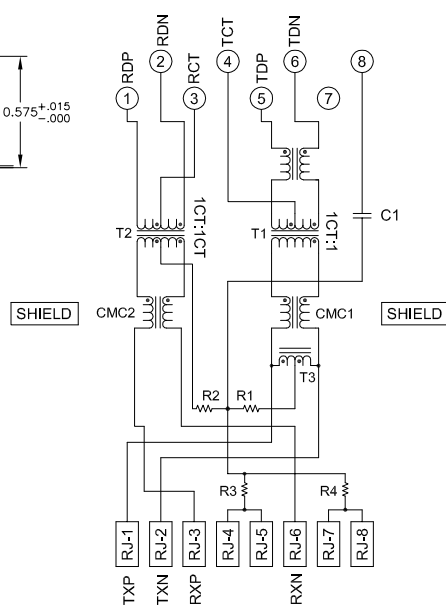 0.575 +.015 -.000
RDP
RDN
RCT
TCT
TDP
TDN
1
2
3
4
5
6
7
8
T2
1CT:1CT
T1
1CT:1
C1
SHIELD
CMC2
CMC1
SHIELD
T3
R2
R1
R3
R4
RJ-1
RJ-2
RJ-3
RJ-4
RJ-5
RJ-6
RJ-7
RJ-8
TXP
TXN
RXP
RXN